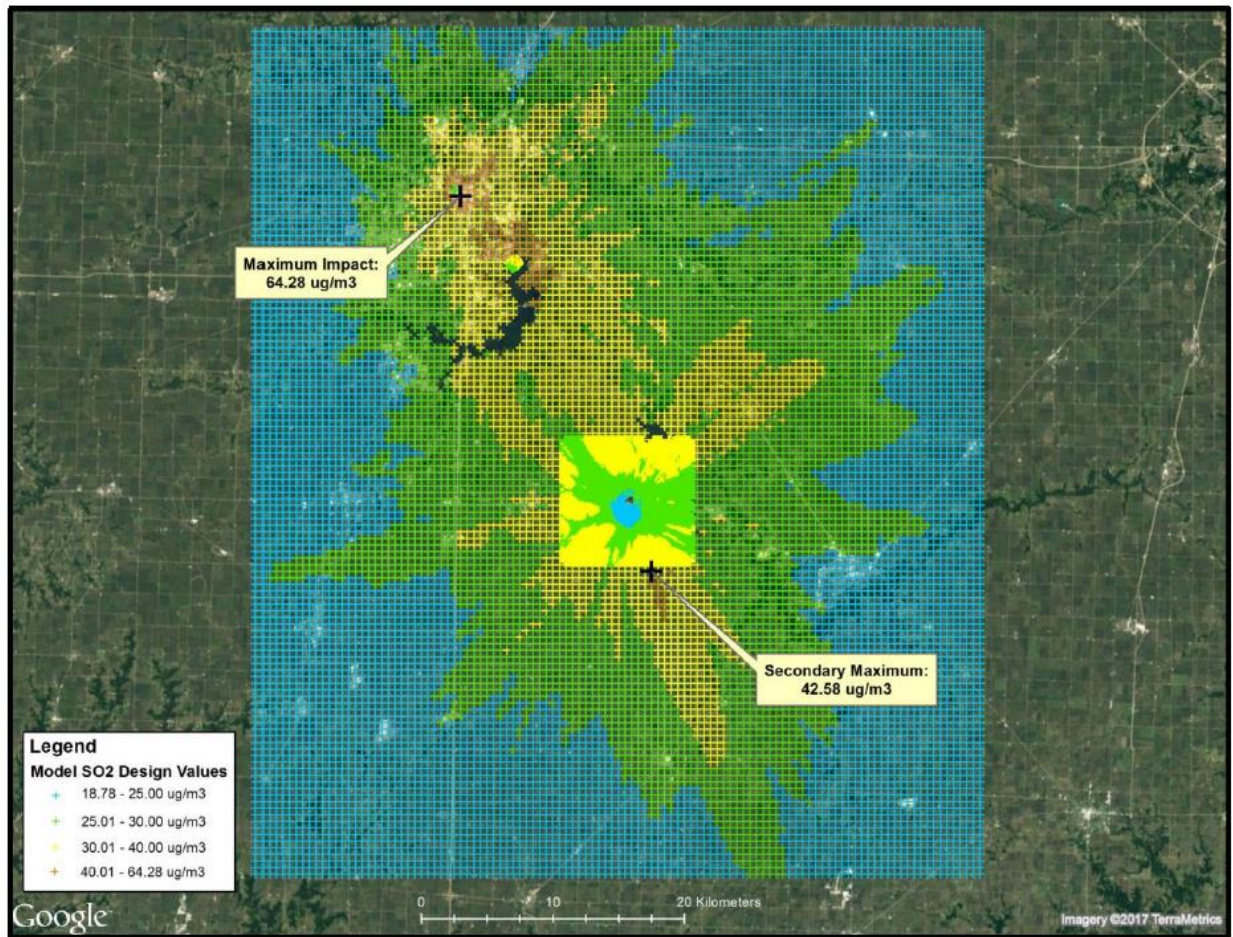 Maximum Impact:
64.28 ug/m3
Secondary Maximum:
42.58 ug/m3
Legend
Model SO2 Design Values
18.78 - 25.00 ug/m3
25.01 - 30.00 ug/m3
30.01 - 40.00 ug/m3
40.01 - 64.28 ug/m3
0 10 20 Kilometers
Google
Imagery ©2017 TerraMetrics